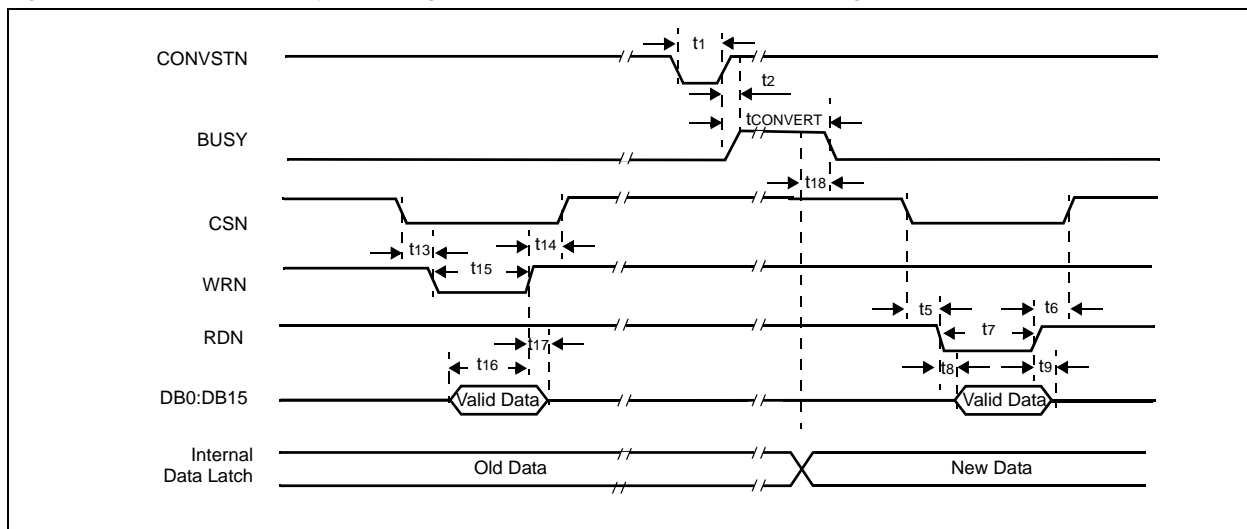 CONVSTN
t1
t2
BUSY
tCONVERT
t18
CSN
t13
t14
t15
WRN
t5
t6
RDN
t7
t17
t16
t8
t9
DB0:DB15
Valid Data
Valid Data
Internal
Data Latch
Old Data
New Data